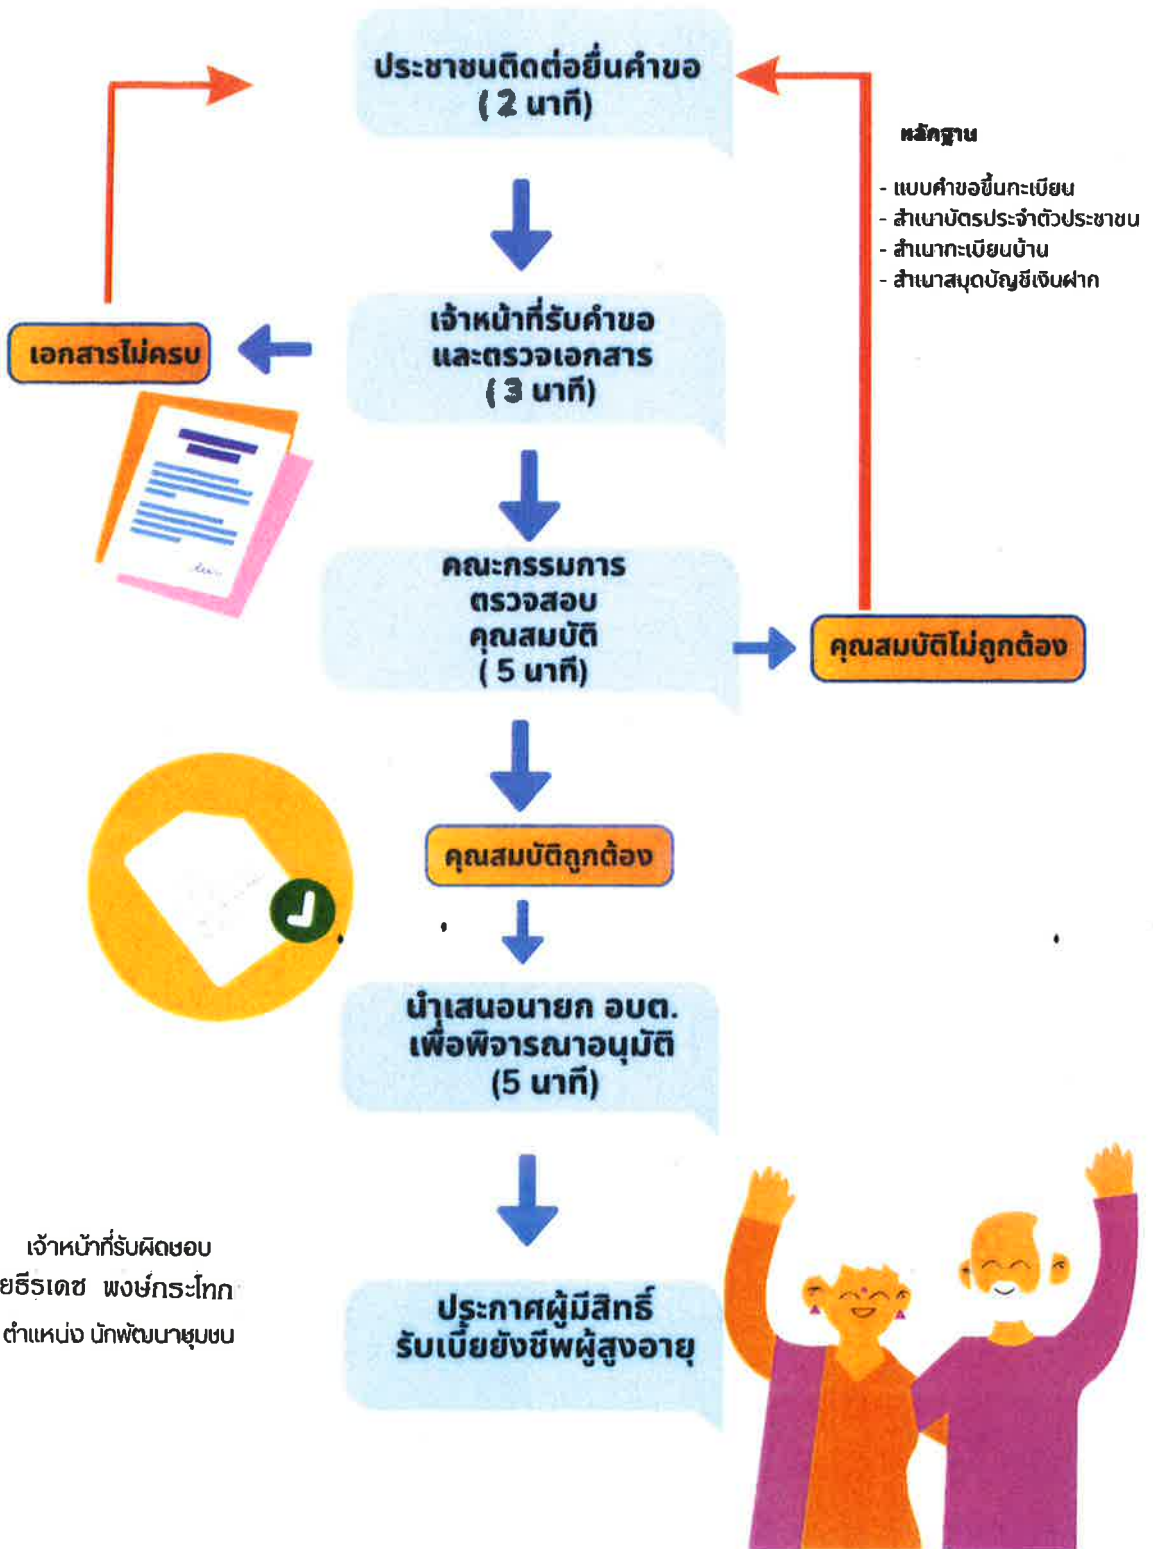 ประชาชนติดต่อยื่นคำขอ
( 2 นาที)
หลักฐาน
- แบบคำขอขึ้นทะเบียน
- สำเนาบัตรประจำตัวประชาชน
- สำเนาทะเบียนบ้าน
- สำเนาสมุดบัญชีเงินฝาก
เจ้าหน้าที่รับคำขอ
และตรวจเอกสาร
( 3 นาที)
เอกสารไม่ครบ
คณะกรรมการ
ตรวจสอบ
คุณสมบัติ
( 5 นาที)
คุณสมบัติไม่ถูกต้อง
คุณสมบัติถูกต้อง
นำเสนอนายก อบต.
เพื่อพิจารณาอนุมัติ
(5 นาที)
ประกาศผู้มีสิทธิ์
รับเบี้ยยังชีพผู้สูงอายุ
เจ้าหน้าที่รับผิดชอบ
ยธีรเดช พงษ์กระโทก
ตำแหน่ง นักพัฒนาชุมชน